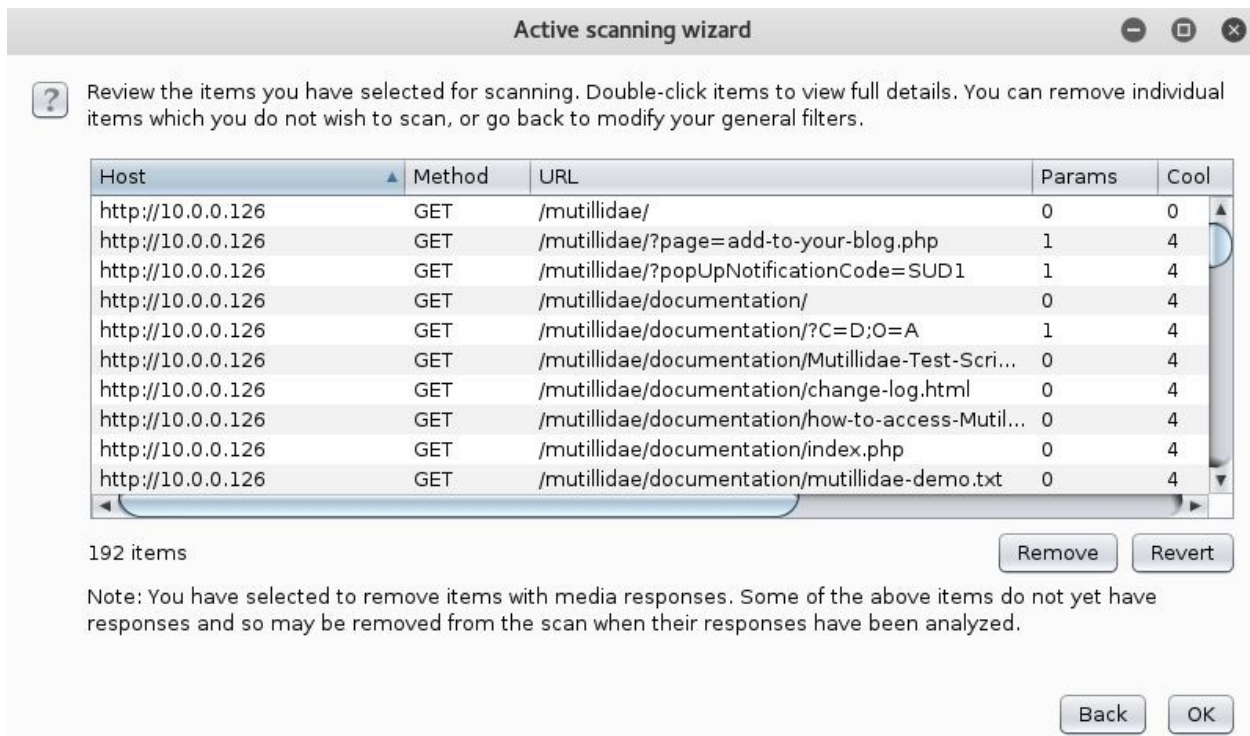 Active scanning wizard
?
Review the items you have selected for scanning. Double-click items to view full details. You can remove individual
items which you do not wish to scan, or go back to modify your general filters.
Host Method URL Params Cool
http://10.0.0.126 GET /mutillidae/ 0 0
http://10.0.0.126 GET /mutillidae/?page=add-to-your-blog.php 1 4
http://10.0.0.126 GET /mutillidae/?popUpNotificationCode=SUD1 1 4
http://10.0.0.126 GET /mutillidae/documentation/ 0 4
http://10.0.0.126 GET /mutillidae/documentation/?C=D;O=A 1 4
http://10.0.0.126 GET /mutillidae/documentation/Mutillidae-Test-Scri... 0 4
http://10.0.0.126 GET /mutillidae/documentation/change-log.html 0 4
http://10.0.0.126 GET /mutillidae/documentation/how-to-access-Mutil... 0 4
http://10.0.0.126 GET /mutillidae/documentation/index.php 0 4
http://10.0.0.126 GET /mutillidae/documentation/mutillidae-demo.txt 0 4
192 items Remove Revert
Note: You have selected to remove items with media responses. Some of the above items do not yet have
responses and so may be removed from the scan when their responses have been analyzed.
Back OK